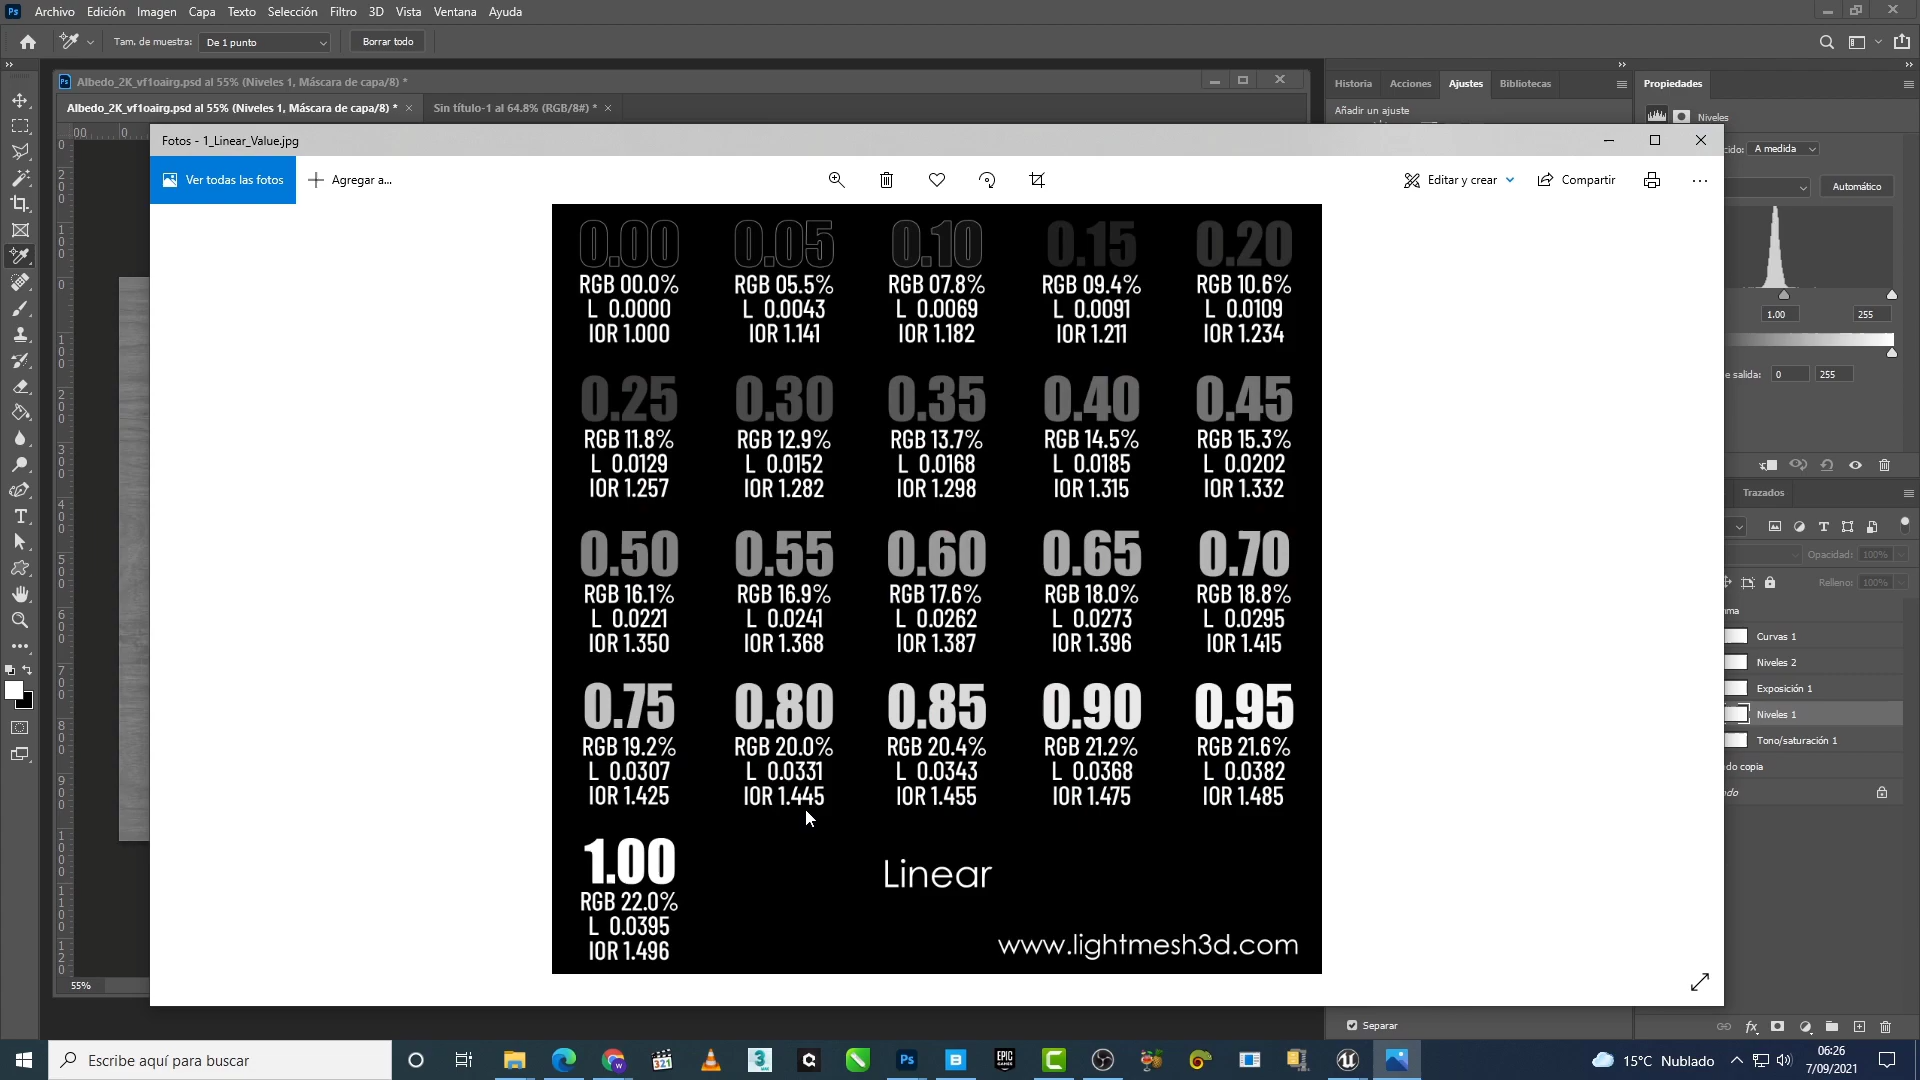 Archivo Edición Imagen Capa Texto Selección Filtro 3D Vista Ventana Ayuda
Tam. de muestra: De 1 punto Borrar todo
Albedo_2K_vf1oairg.psd al 55% (Niveles 1, Máscara de capa/8) *
Albedo_2K_vf1oairg.psd al 55% (Niveles 1, Máscara de capa/8) * Sin título-1 al 64.8% (RGB/8#) *
Historia Acciones Ajustes Bibliotecas
Añadir un ajuste
Propiedades
Niveles
A medida
Automático
1.00 255
e salida: 0 255
Trazados
Opacidad: 100%
Relleno: 100%
Curvas 1
Niveles 2
Exposición 1
Niveles 1
Tono/saturación 1
do copia
Separar
55%
Fotos - 1_Linear_Value.jpg
Ver todas las fotos Agregar a... Editar y crear Compartir
0.00 0.05 0.10 0.15 0.20
RGB 00.0% RGB 05.5% RGB 07.8% RGB 09.4% RGB 10.6%
L 0.0000 L 0.0043 L 0.0069 L 0.0091 L 0.0109
IOR 1.000 IOR 1.141 IOR 1.182 IOR 1.211 IOR 1.234
0.25 0.30 0.35 0.40 0.45
RGB 11.8% RGB 12.9% RGB 13.7% RGB 14.5% RGB 15.3%
L 0.0129 L 0.0152 L 0.0168 L 0.0185 L 0.0202
IOR 1.257 IOR 1.282 IOR 1.298 IOR 1.315 IOR 1.332
0.50 0.55 0.60 0.65 0.70
RGB 16.1% RGB 16.9% RGB 17.6% RGB 18.0% RGB 18.8%
L 0.0221 L 0.0241 L 0.0262 L 0.0273 L 0.0295
IOR 1.350 IOR 1.368 IOR 1.387 IOR 1.396 IOR 1.415
0.75 0.80 0.85 0.90 0.95
RGB 19.2% RGB 20.0% RGB 20.4% RGB 21.2% RGB 21.6%
L 0.0307 L 0.0331 L 0.0343 L 0.0368 L 0.0382
IOR 1.425 IOR 1.445 IOR 1.455 IOR 1.475 IOR 1.485
1.00
RGB 22.0%
L 0.0395
IOR 1.496
Linear
www.lightmesh3d.com
Escribe aquí para buscar
15°C Nublado
06:26
7/09/2021